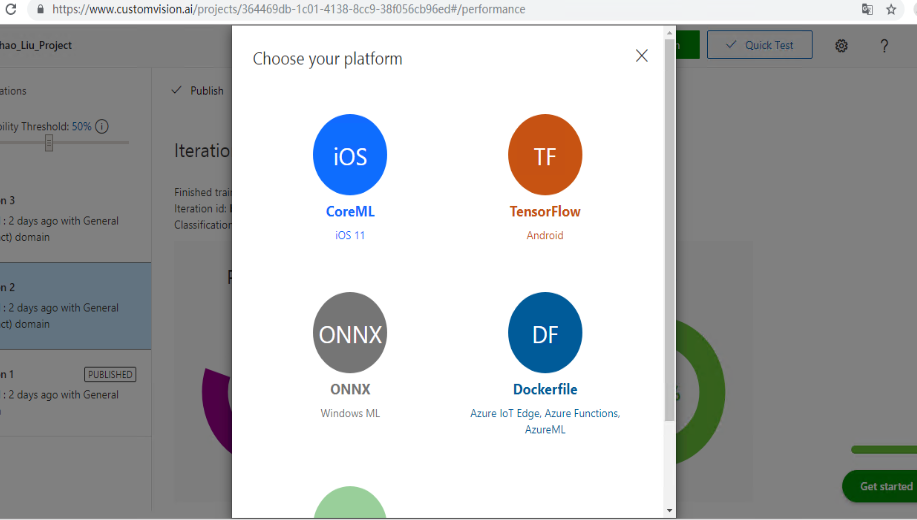 https://www.customvision.ai/projects/364469db-1c01-4138-8cc9-38f056cb96ed#/performance
hao_Liu_Project
Quick Test
?
ations
Publish
bility Threshold: 50%
Iteratio
n 3
: 2 days ago with General
ct) domain
Finished trai
Iteration id:
Classification
n 2
: 2 days ago with General
ct) domain
n 1
PUBLISHED
: 2 days ago with General
Choose your platform
iOS
CoreML
iOS 11
TF
TensorFlow
Android
ONNX
ONNX
Windows ML
DF
Dockerfile
Azure IoT Edge, Azure Functions,
AzureML
%
Get started